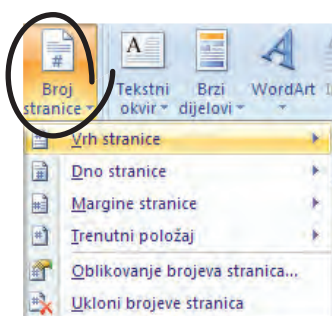 Broj stranice
Tekstni okvir
Brzi dijelovi
WordArt
Vrh stranice
Dno stranice
Margine stranice
Trenutni položaj
Oblikovanje brojeva stranica...
Ukloni brojeve stranica